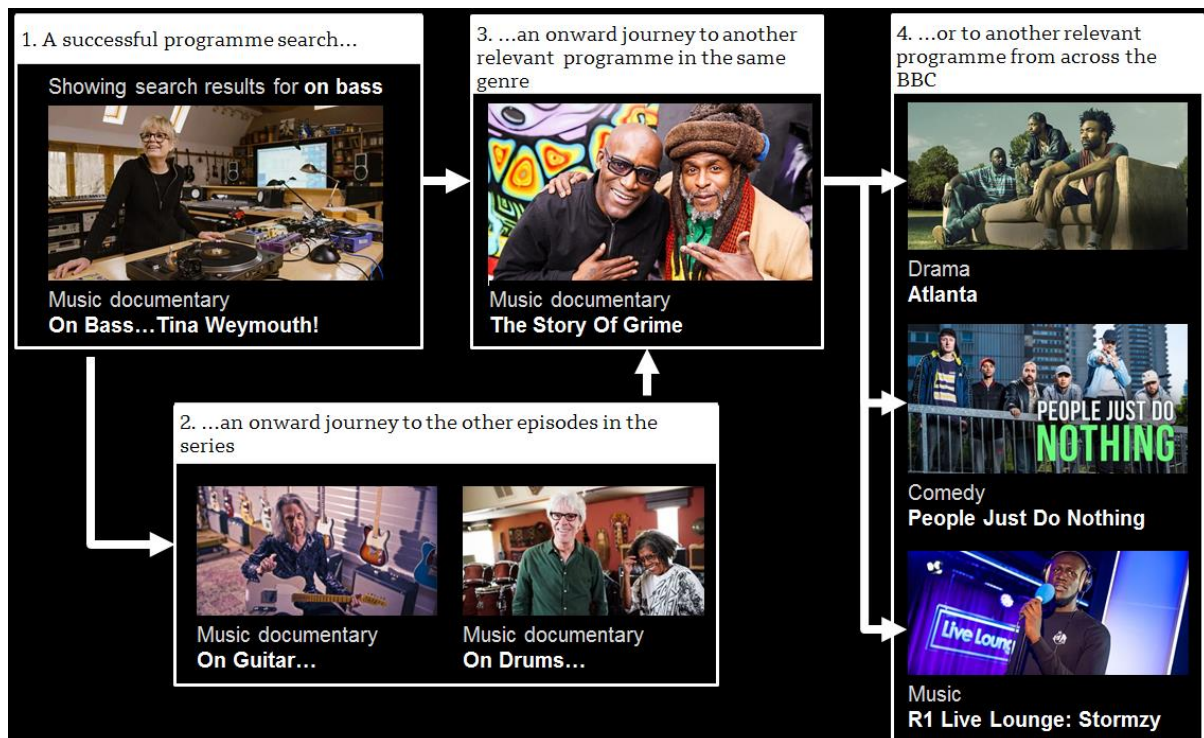 1. A successful programme search…
Showing search results for on bass
Music documentary
On Bass…Tina Weymouth!
2. …an onward journey to the other episodes in the
series
Music documentary
On Guitar…
Music documentary
On Drums…
3. …an onward journey to another
relevant programme in the same
genre
Music documentary
The Story Of Grime
4. …or to another relevant
programme from across the
BBC
Drama
Atlanta
PEOPLE JUST DO
NOTHING
Comedy
People Just Do Nothing
Live Loung
Music
R1 Live Lounge: Stormzy